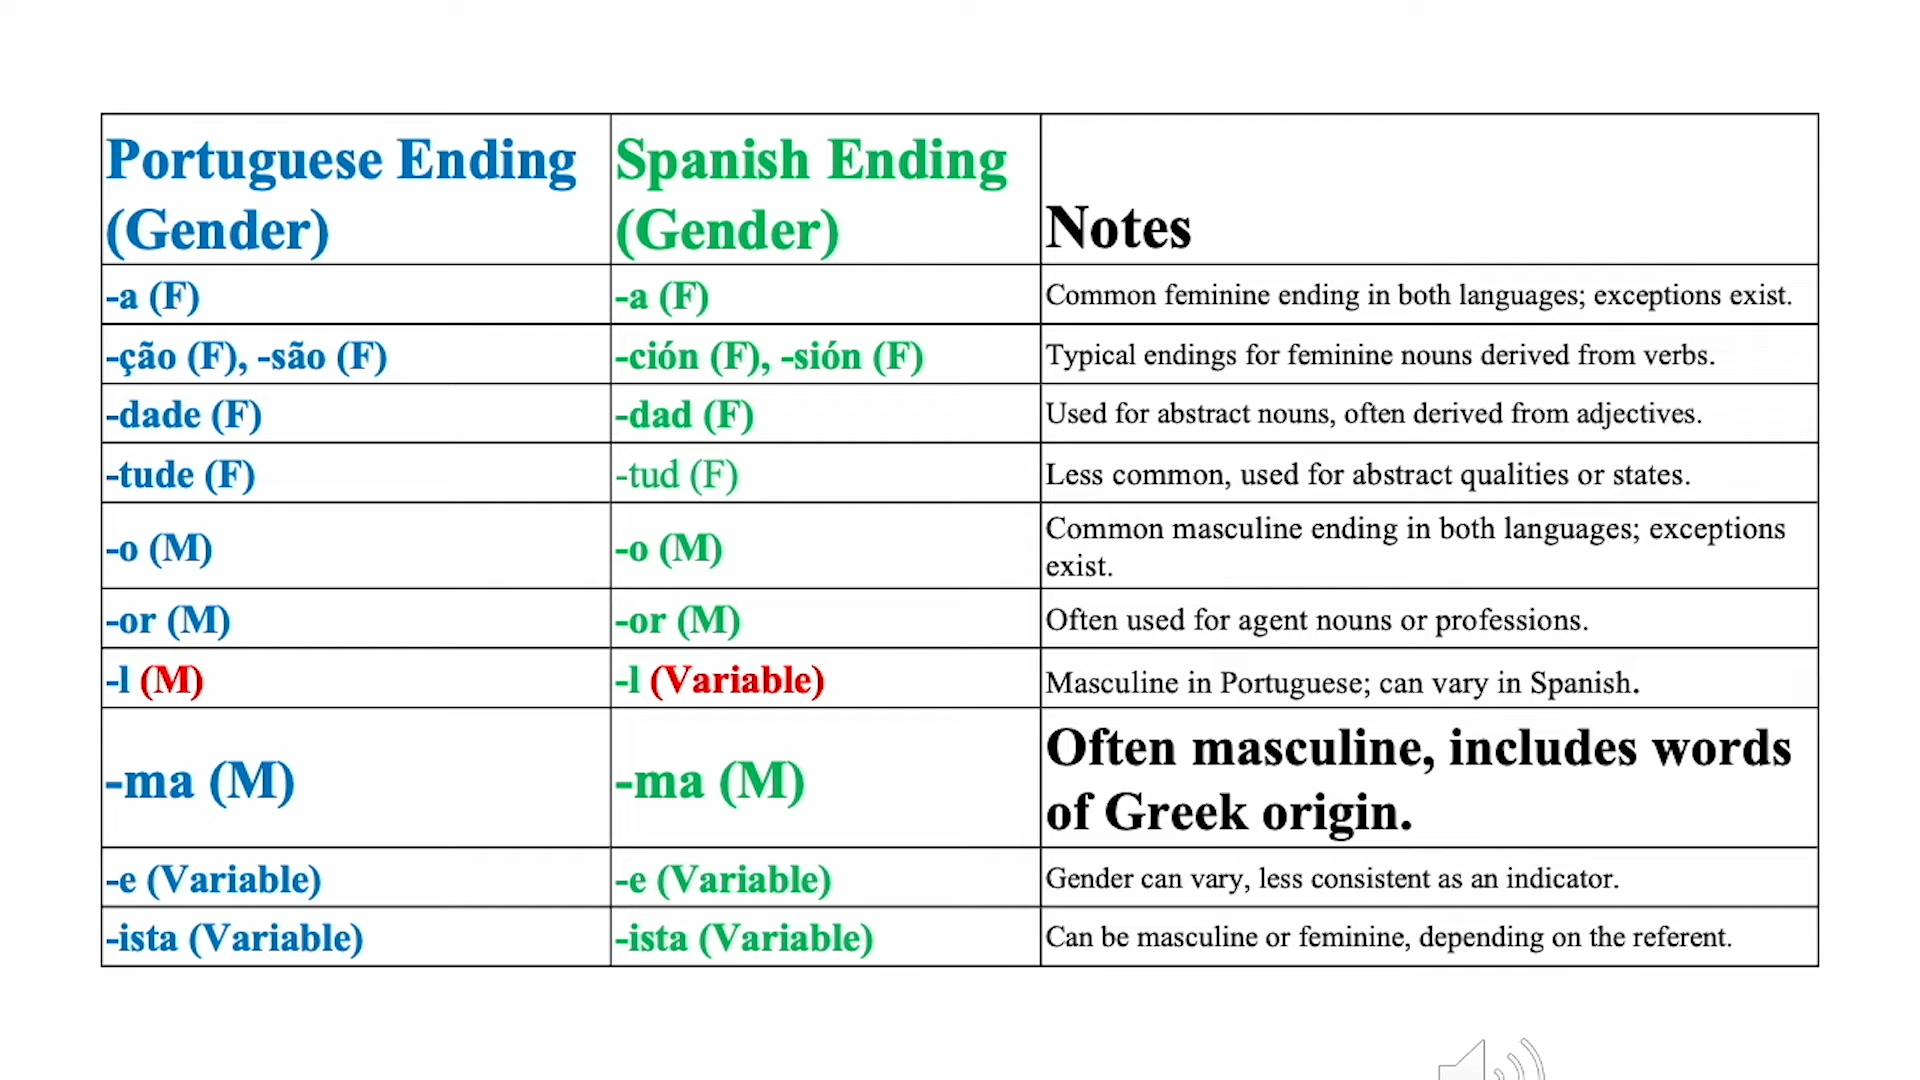 Portuguese Ending (Gender)
Spanish Ending (Gender)
Notes
-a (F)
-a (F)
Common feminine ending in both languages; exceptions exist.
-ção (F), -são (F)
-ción (F), -sión (F)
Typical endings for feminine nouns derived from verbs.
-dade (F)
-dad (F)
Used for abstract nouns, often derived from adjectives.
-tude (F)
-tud (F)
Less common, used for abstract qualities or states.
-o (M)
-o (M)
Common masculine ending in both languages; exceptions
exist.
-or (M)
-or (M)
Often used for agent nouns or professions.
-l (M)
-l (Variable)
Masculine in Portuguese; can vary in Spanish.
-ma (M)
-ma (M)
Often masculine, includes words
of Greek origin.
-e (Variable)
-e (Variable)
Gender can vary, less consistent as an indicator.
-ista (Variable)
-ista (Variable)
Can be masculine or feminine, depending on the referent.